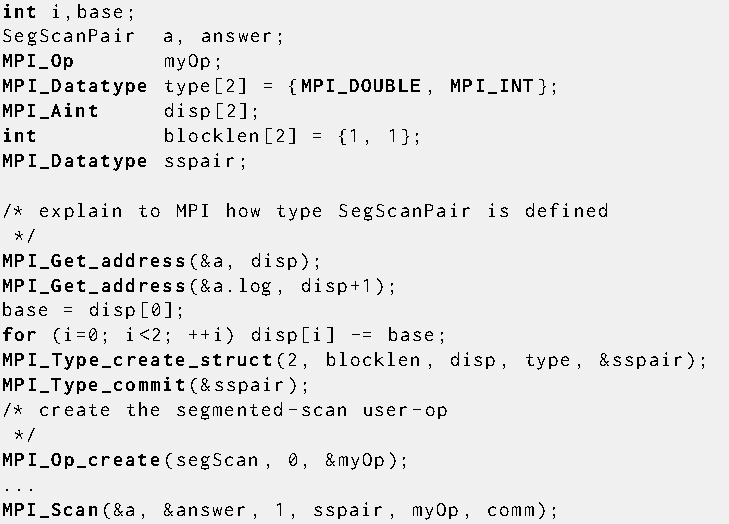 int i,base;
SegScanPair  a, answer;
MPI_Op       myOp;
MPI_Datatype type[2] = {MPI_DOUBLE, MPI_INT};
MPI_Aint     disp[2];
int          blocklen[2] = {1, 1};
MPI_Datatype sspair;

/* explain to MPI how type SegScanPair is defined
 */
MPI_Get_address(&a, disp);
MPI_Get_address(&a.log, disp+1);
base = disp[0];
for (i=0; i<2; ++i) disp[i] -= base;
MPI_Type_create_struct(2, blocklen, disp, type, &sspair);
MPI_Type_commit(&sspair);
/* create the segmented-scan user-op
 */
MPI_Op_create(segScan, 0, &myOp);
...
MPI_Scan(&a, &answer, 1, sspair, myOp, comm);